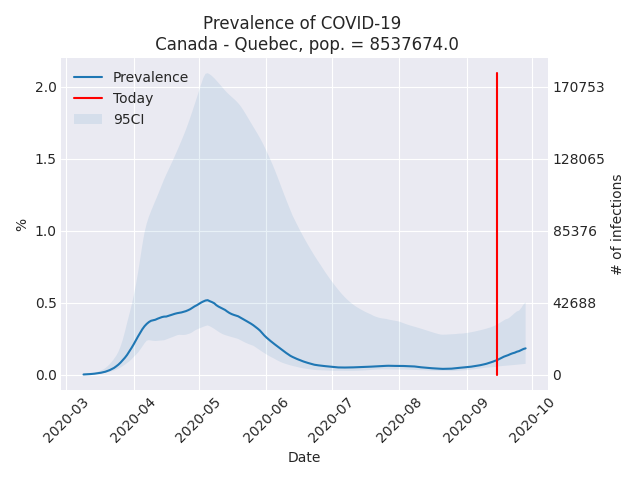 Prevalence of COVID-19
Canada - Quebec, pop. = 8537674.0
Prevalence
Today
95CI
%
2.0
1.5
1.0
0.5
0.0
170753
128065
85376
42688
0
# of infections
2020-03
2020-04
2020-05
2020-06
2020-07
2020-08
2020-09
2020-10
Date